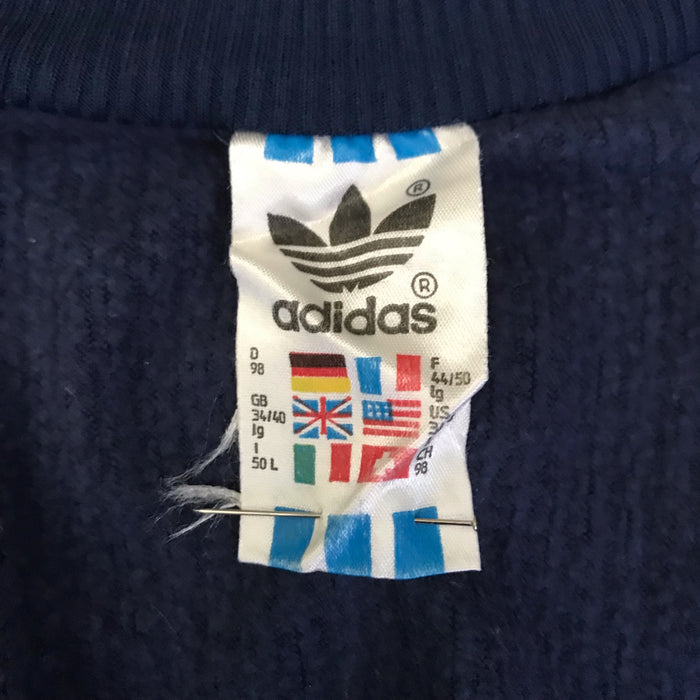 ®
adidas ®
D
98
F
44/50
lg
GB
34/40
lg
US
I
50 L
CH
98